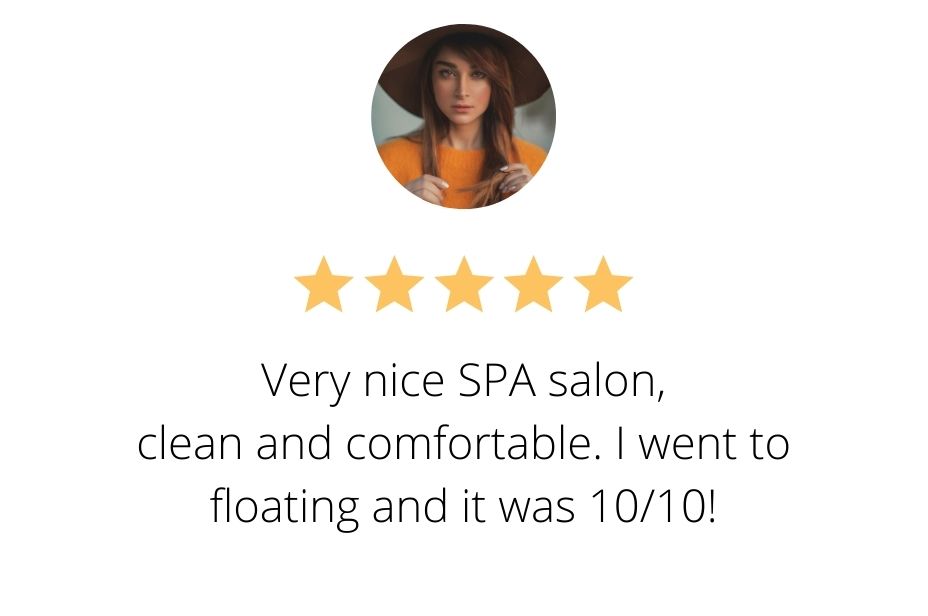 Very nice SPA salon,
clean and comfortable. I went to
floating and it was 10/10!